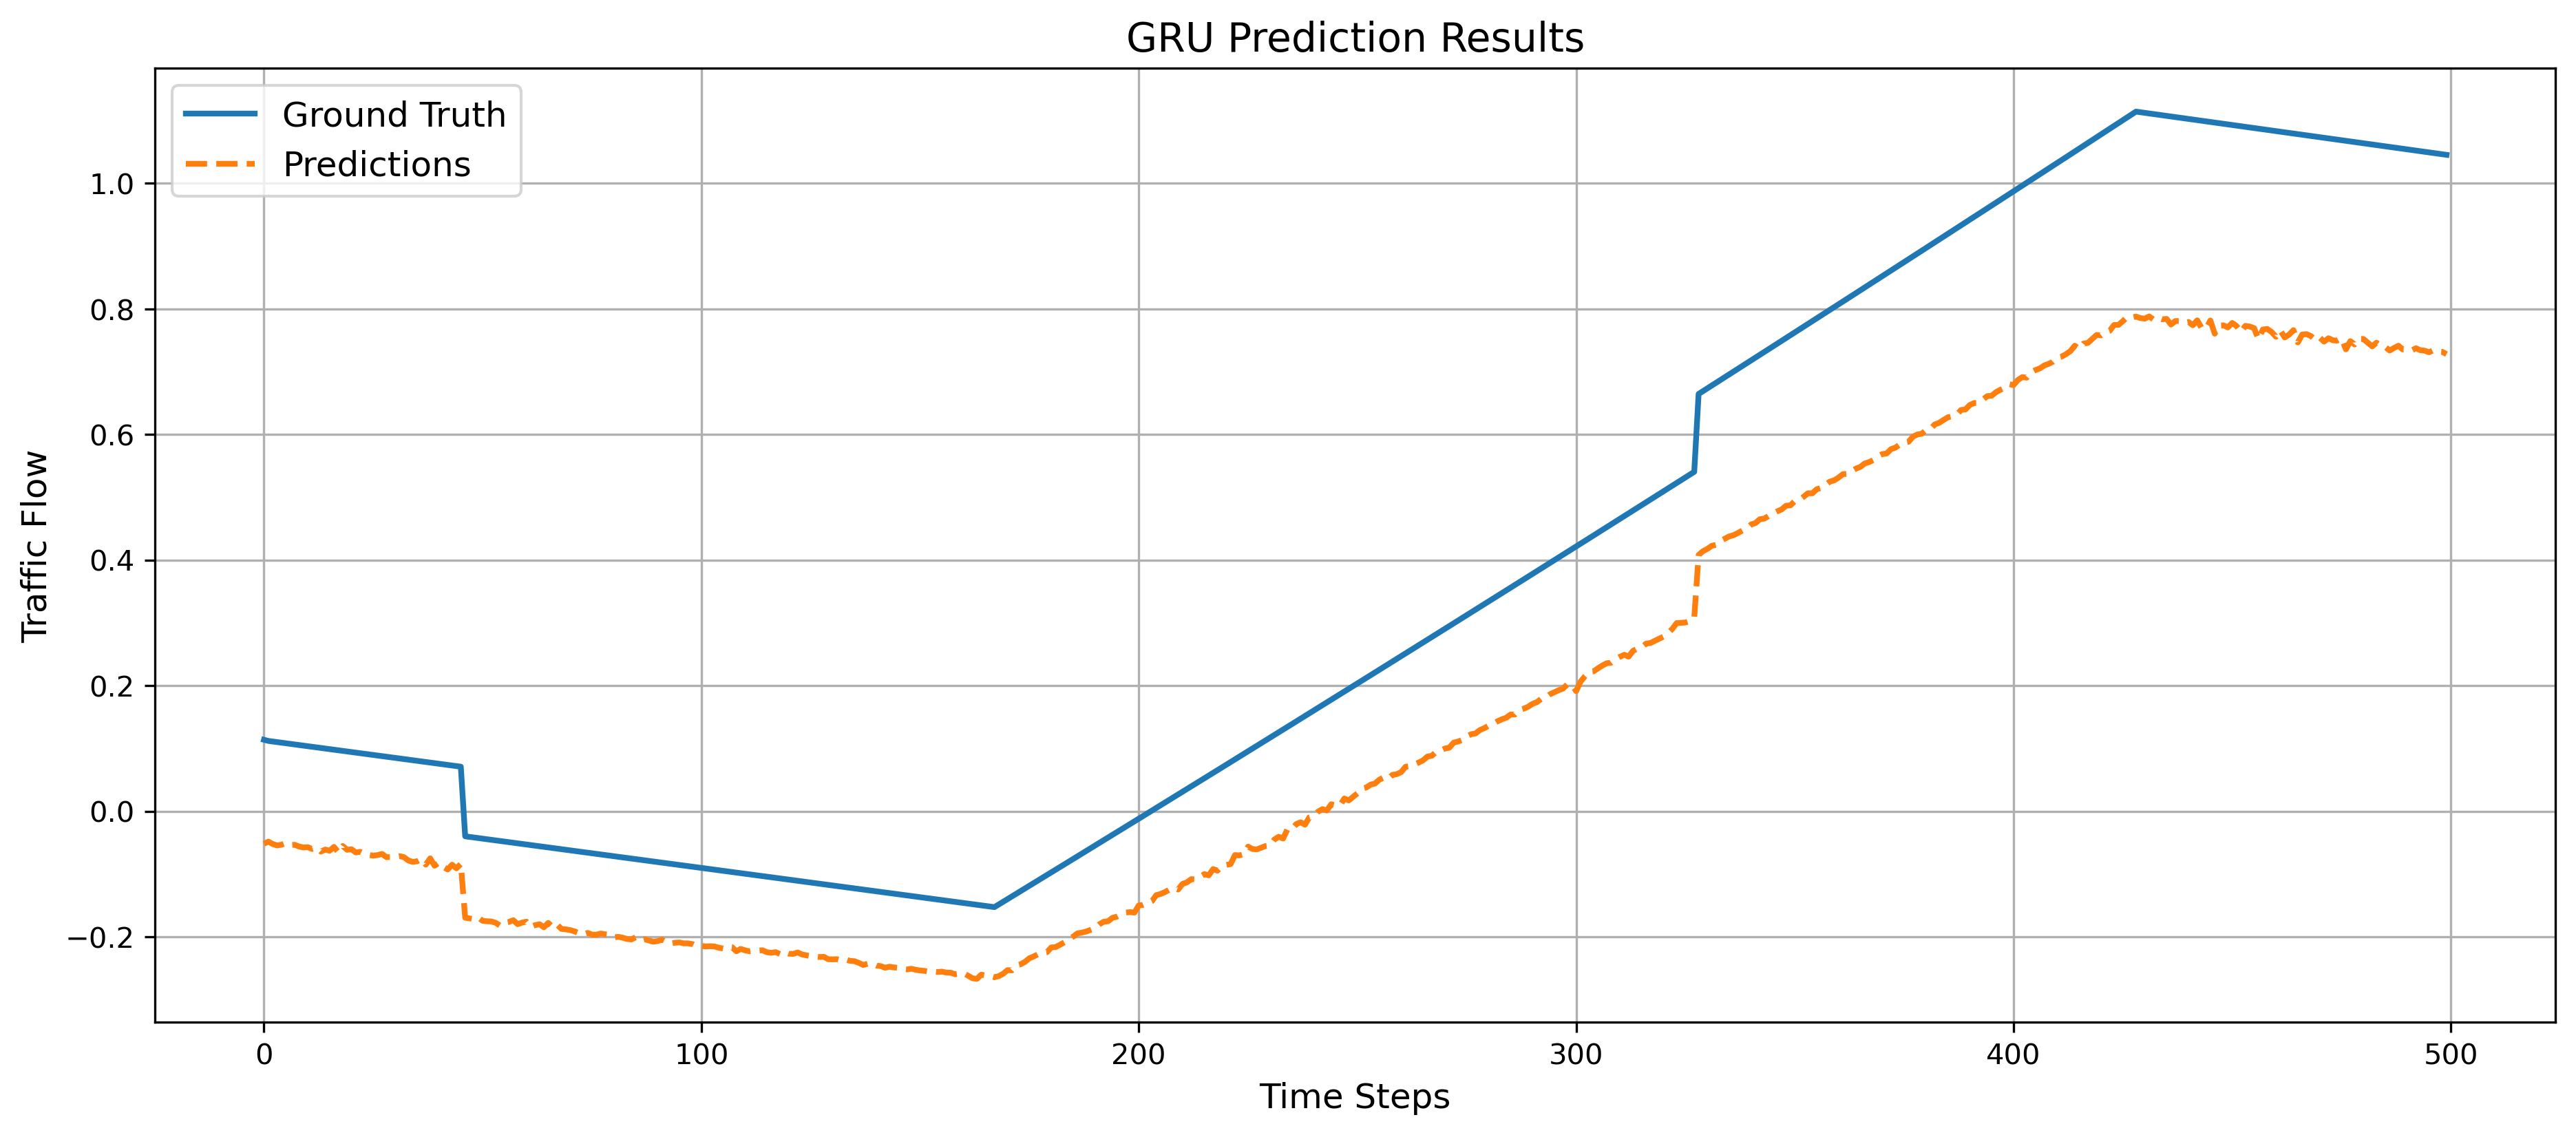 GRU Prediction Results
Ground Truth
Predictions
Traffic Flow
1.0
0.8
0.6
0.4
0.2
0.0
−0.2
0 100 200 300 400 500
Time Steps